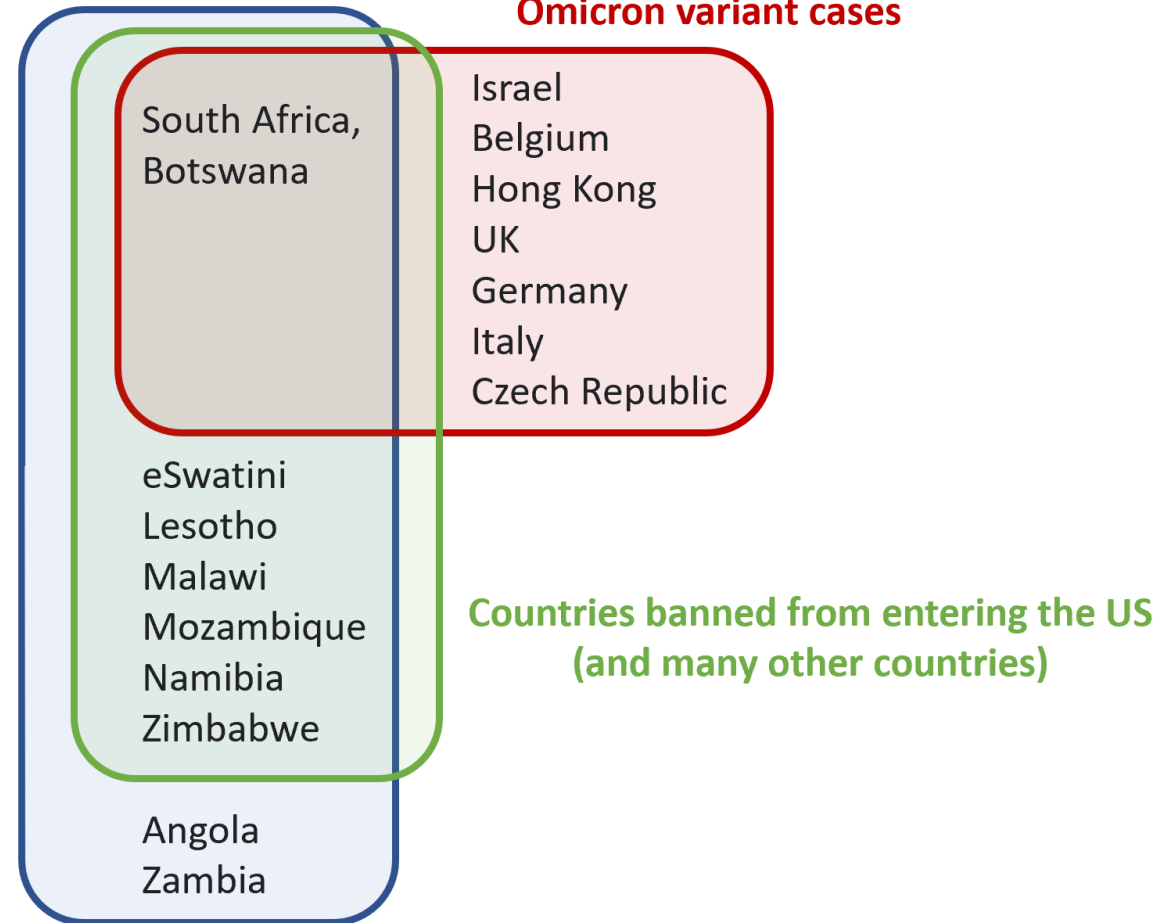 Omicron variant cases
South Africa,
Botswana
Israel
Belgium
Hong Kong
UK
Germany
Italy
Czech Republic
eSwatini
Lesotho
Malawi
Mozambique
Namibia
Zimbabwe
Countries banned from entering the US
(and many other countries)
Angola
Zambia